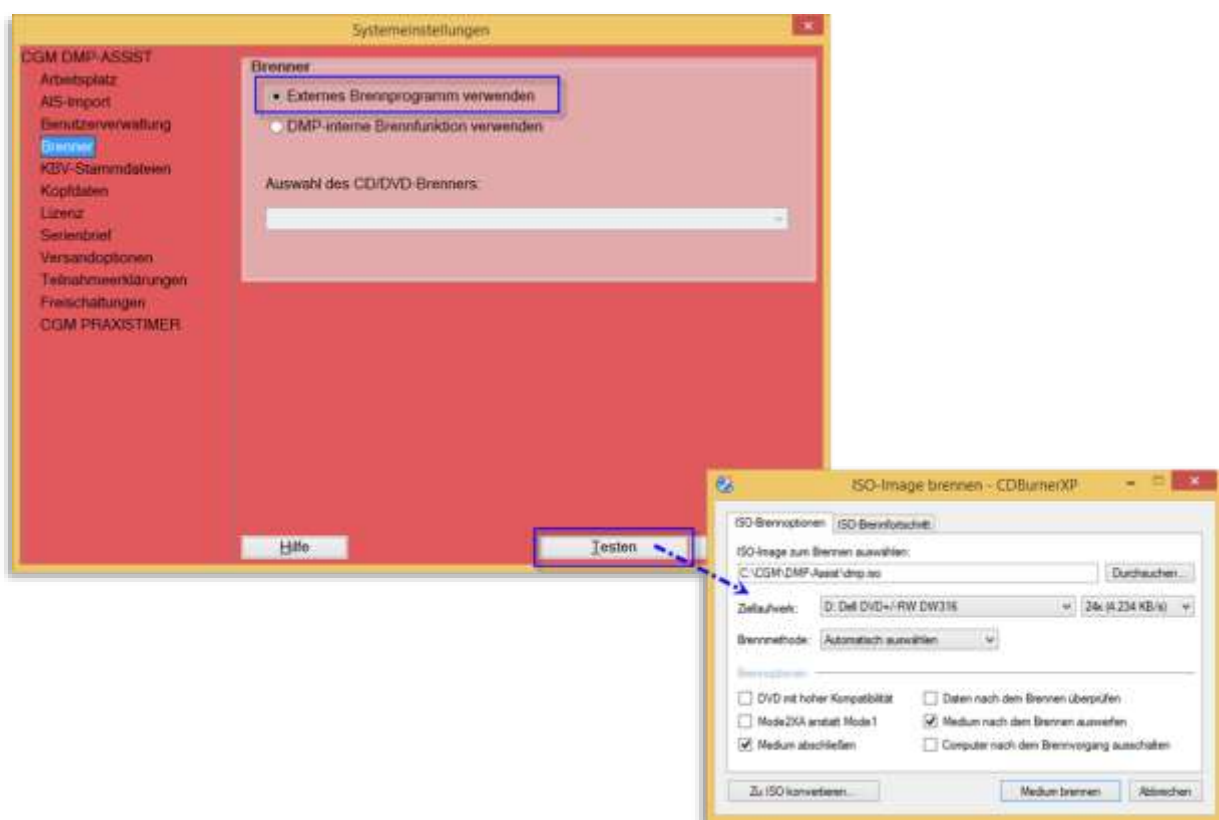 Systemeinstellungen
CGM DMP-ASSIST
Arbeitsplatz
AIS-Import
Benutzerverwaltung
Brenner
KBV-Stammdateien
Kopfdaten
Lizenz
Serienbrief
Versandoptionen
Teilnahmeerklärungen
Freischaltungen
CGM PRAXISTIMER
Brenner
Externes Brennprogramm verwenden
DMP-interne Brennfunktion verwenden
Auswahl des CD/DVD-Brenners:
Hilfe
Testen
ISO-Image brennen - CDBurnerXP
ISO-Brennoptionen ISO-Brennfortschritt
ISO-Image zum Brennen auswählen:
C:\CGM\DMP-Assist\dmp.iso Durchsuchen...
Ziellaufwerk: D: Dell DVD+/-RW DW316 24x (4.234 KB/s)
Brennmethode: Automatisch auswählen
Brennoptionen
DVD mit hoher Kompatibilität Daten nach dem Brennen überprüfen
Mode2XA anstatt Mode1 Medium nach dem Brennen auswerfen
Medium abschließen Computer nach dem Brennvorgang ausschalten
Zu ISO konvertieren... Medium brennen Abbrechen